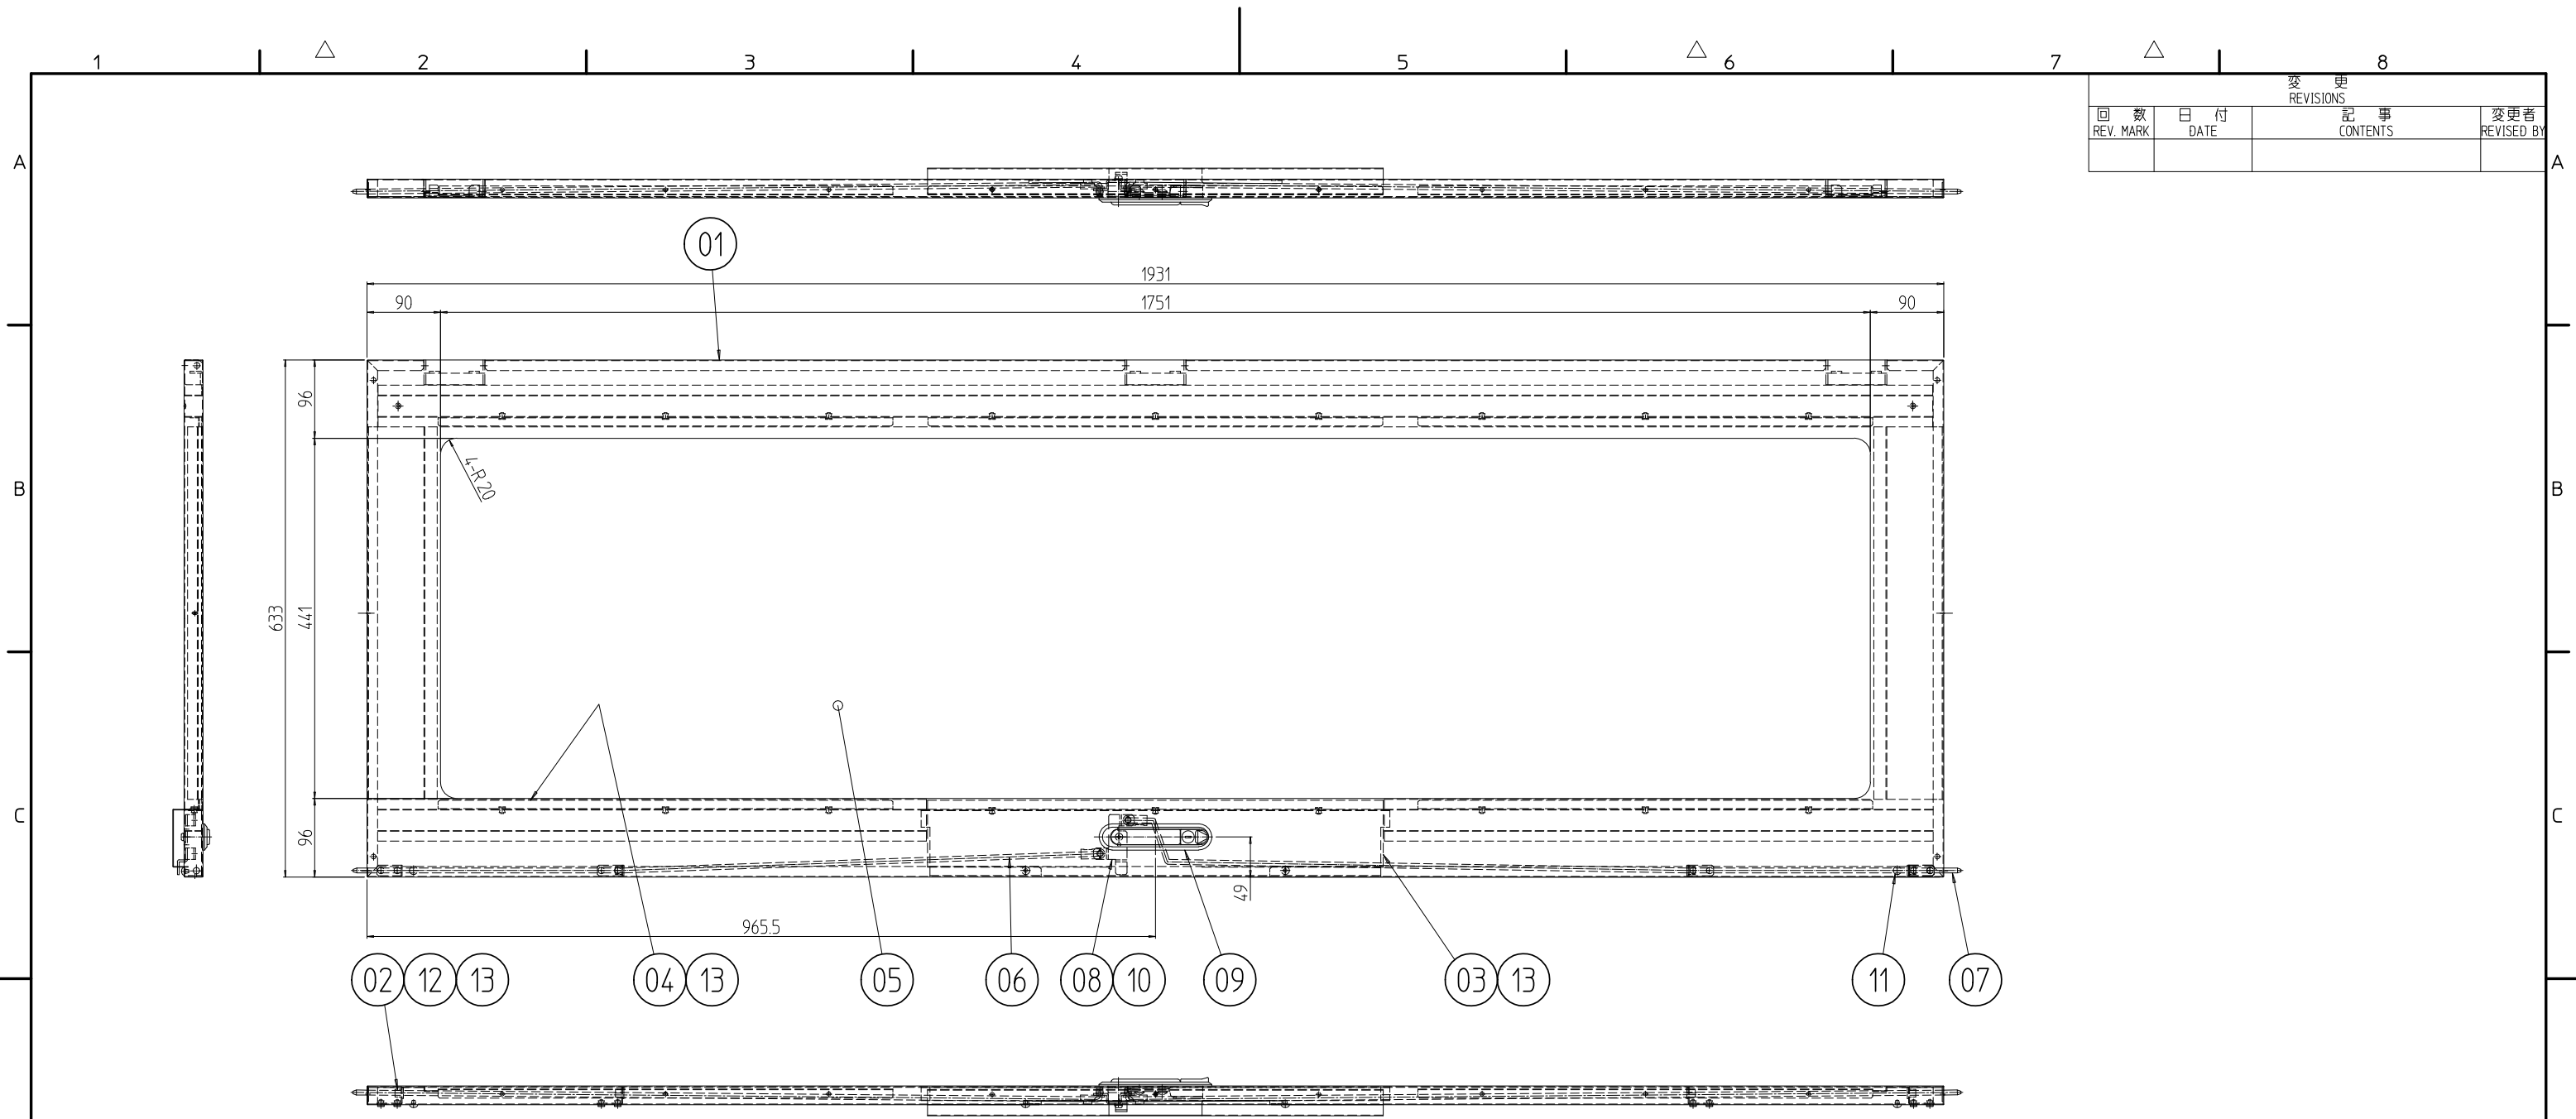 1 2 3 4 5 6 7 8
変更
REVISIONS
回数 日付 記事 変更者
REV. MARK DATE CONTENTS REVISED BY
A A
01
1931
90 1751 90
96
4-R20
B B
633 441
C C
96
49
965.5
02 12 13 04 13 05 06 08 10 09 03 13 11 07